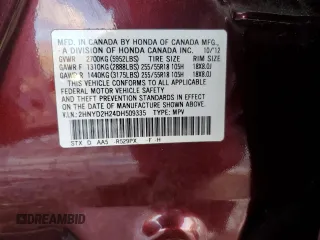 MFD. IN CANADA BY HONDA OF CANADA MFG.,
A DIVISION OF HONDA CANADA INC. 10/12
GVWR 2700KG(5952LBS) TIRE SIZE RIM SIZE
GAWR F 1310KG(2888LBS) 255/55R18 105H 18X8.0J
GAWR R 1440KG(3175LBS) 255/55R18 105H 18X8.0J
THIS VEHICLE CONFORMS TO ALL APPLICABLE
FEDERAL MOTOR VEHICLE SAFETY AND
THEFT PREVENTION STANDARDS IN EFFECT ON
THE DATE OF MANUFACTURE SHOWN ABOVE.
V.I.N.: 2HNYD2H24DH509335 TYPE: MPV
STX D AA5 R529PX F-H
© DREAMBID